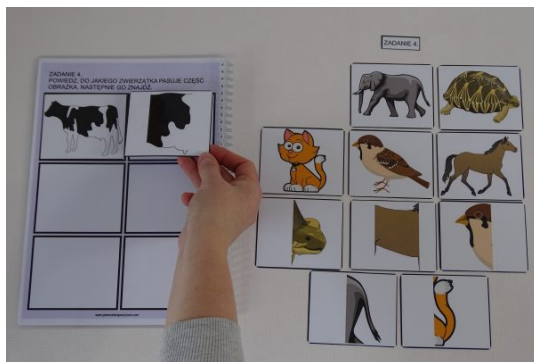 ZADANIE 4.
POWIEDZ, DO JAKIEGO ZWIERZĄTKA PASUJE CZĘŚĆ
OBRAZKA. NASTĘPNIE GO ZNAJDŹ.
ZADANIE 4.